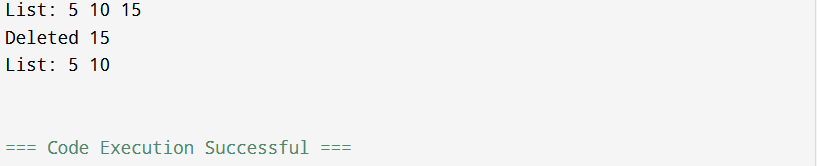 List: 5 10 15
Deleted 15
List: 5 10
=== Code Execution Successful ===